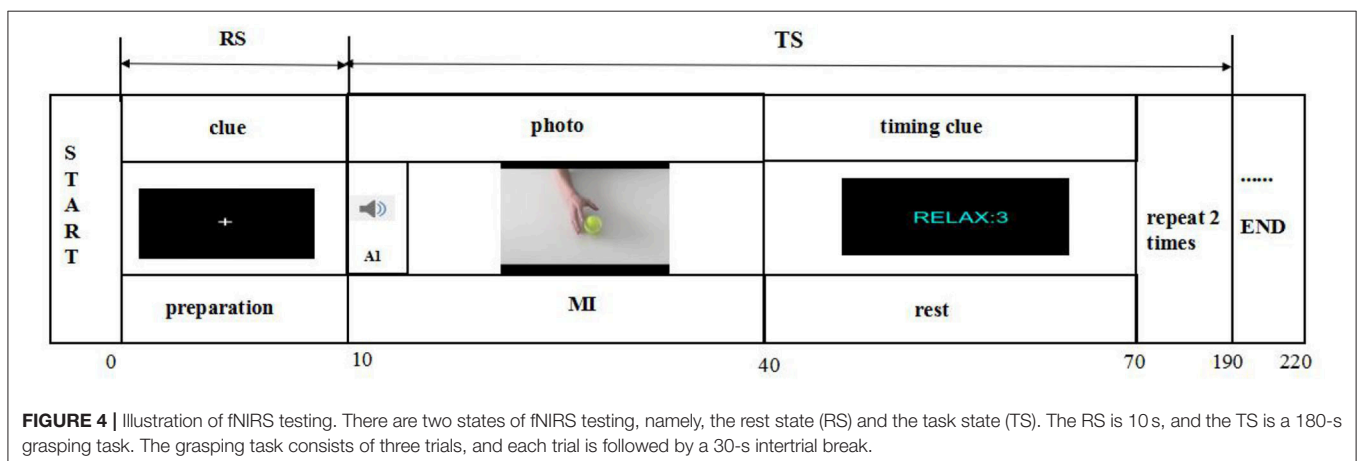 RS
TS
START
clue
photo
timing clue
+
A1
RELAX:3
repeat 2
times
......
END
preparation
MI
rest
0
10
40
70
190
220
FIGURE 4 | Illustration of fNIRS testing. There are two states of fNIRS testing, namely, the rest state (RS) and the task state (TS). The RS is 10 s, and the TS is a 180-s
grasping task. The grasping task consists of three trials, and each trial is followed by a 30-s intertrial break.